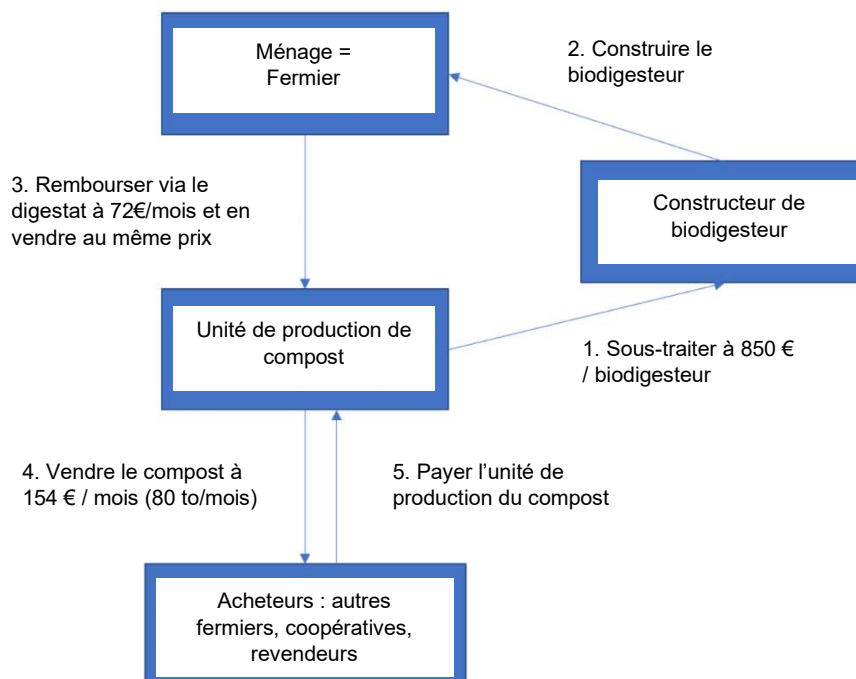 Ménage =
Fermier
2. Construire le
biodigesteur
3. Rembourser via le
digestat à 72€/mois et en
vendre au même prix
Constructeur de
biodigesteur
Unité de production de
compost
1. Sous-traiter à 850 €
/ biodigesteur
4. Vendre le compost à
154 € / mois (80 to/mois)
5. Payer l’unité de
production du compost
Acheteurs : autres
fermiers, coopératives,
revendeurs